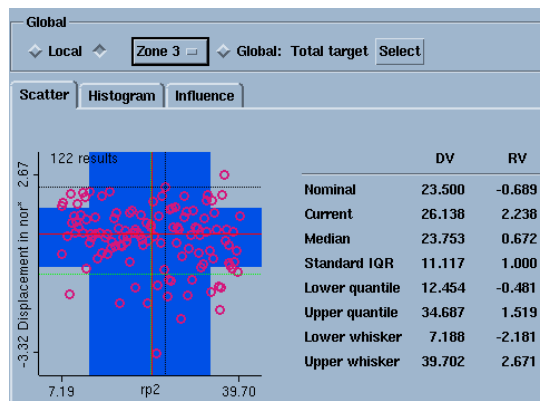 Global
Local Zone 3 Global: Total target Select
Scatter Histogram Influence
122 results
2.67
Displacement in nor*
-3.32
7.19 rp2 39.70
DV RV
Nominal 23.500 -0.689
Current 26.138 2.238
Median 23.753 0.672
Standard IQR 11.117 1.000
Lower quantile 12.454 -0.481
Upper quantile 34.687 1.519
Lower whisker 7.188 -2.181
Upper whisker 39.702 2.671